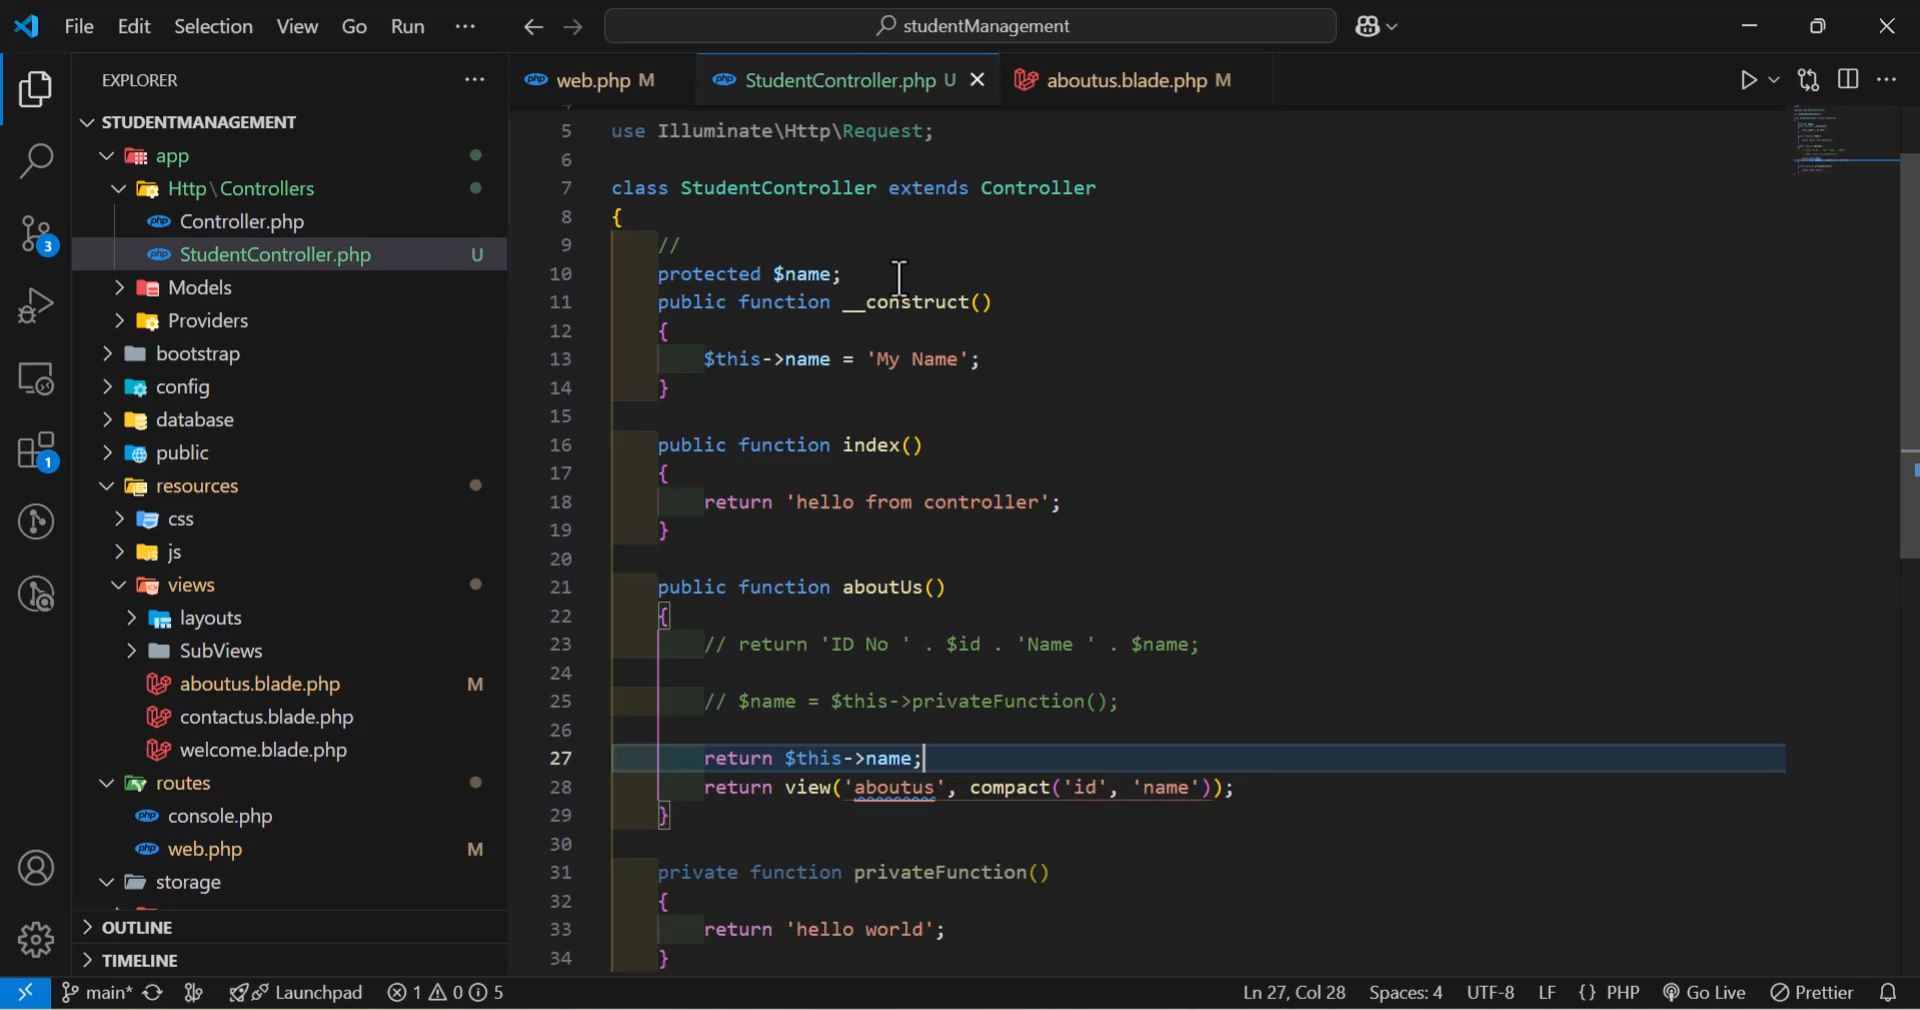 File Edit Selection View Go Run ··· studentManagement
EXPLORER ···
STUDENTMANAGEMENT
app
Http\Controllers
Controller.php
StudentController.php U
Models
Providers
bootstrap
config
database
public
resources
css
js
views
layouts
SubViews
aboutus.blade.php M
contactus.blade.php
welcome.blade.php
routes
console.php
web.php M
storage
OUTLINE
TIMELINE
3
1
php web.php M php StudentController.php U aboutus.blade.php M
5 use Illuminate\Http\Request;
6
7 class StudentController extends Controller
8 {
9 //
10 protected $name;
11 public function __construct()
12 {
13 $this->name = 'My Name';
14 }
15
16 public function index()
17 {
18 return 'hello from controller';
19 }
20
21 public function aboutUs()
22 {
23 // return 'ID No ' . $id . 'Name ' . $name;
24
25 // $name = $this->privateFunction();
26
27 return $this->name;
28 return view('aboutus', compact('id', 'name'));
29 }
30
31 private function privateFunction()
32 {
33 return 'hello world';
34 }
main* Launchpad 1 0 5 Ln 27, Col 28 Spaces: 4 UTF-8 LF {} PHP Go Live Prettier